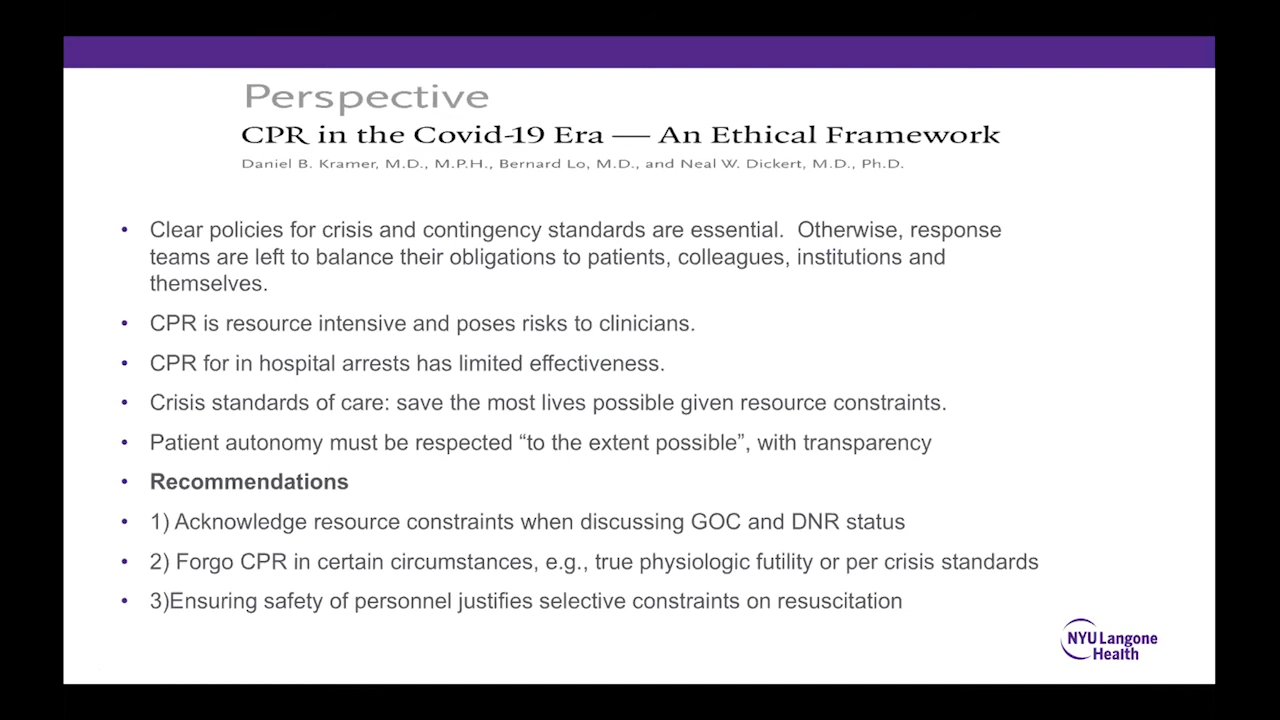 Perspective
CPR in the Covid-19 Era — An Ethical Framework
Daniel B. Kramer, M.D., M.P.H., Bernard Lo, M.D., and Neal W. Dickert, M.D., Ph.D.
• Clear policies for crisis and contingency standards are essential.  Otherwise, response
teams are left to balance their obligations to patients, colleagues, institutions and
themselves.
• CPR is resource intensive and poses risks to clinicians.
• CPR for in hospital arrests has limited effectiveness.
• Crisis standards of care: save the most lives possible given resource constraints.
• Patient autonomy must be respected “to the extent possible”, with transparency
• Recommendations
• 1) Acknowledge resource constraints when discussing GOC and DNR status
• 2) Forgo CPR in certain circumstances, e.g., true physiologic futility or per crisis standards
• 3)Ensuring safety of personnel justifies selective constraints on resuscitation
NYU Langone
Health